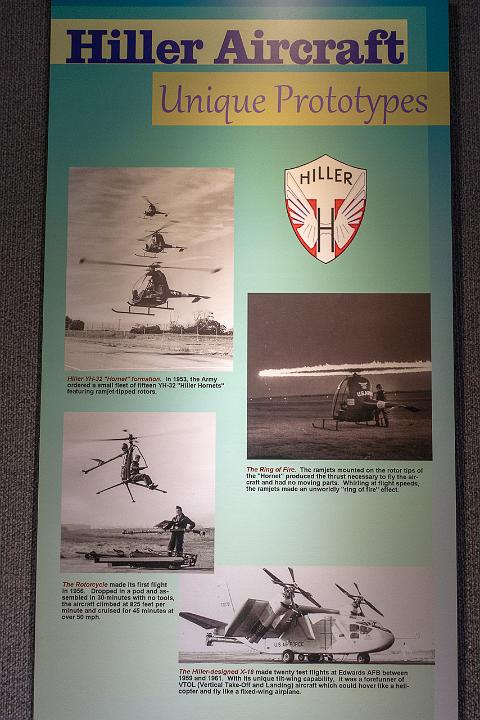 Hiller Aircraft
Unique Prototypes
HILLER
H
Hiller YH-32 "Hornet" formation. In 1953, the Army
ordered a small fleet of fifteen YH-32 "Hiller Hornets"
featuring ramjet-tipped rotors.
U.S. ARMY
The Ring of Fire. The ramjets mounted on the rotor tips of
the "Hornet" produced the thrust necessary to fly the air-
craft and had no moving parts. Whirling at flight speeds,
the ramjets made an unworldly "ring of fire" effect.
The Rotorcycle made its first flight
in 1956. Dropped in a pod and as-
sembled in 30-minutes with no tools,
the aircraft climbed at 825 feet per
minute and cruised for 45 minutes at
over 50 mph.
U.S. AIR FORCE
The Hiller-designed X-18 made twenty test flights at Edwards AFB between
1959 and 1961. With its unique tilt-wing capability, it was a forerunner of
VTOL (Vertical Take-Off and Landing) aircraft which could hover like a heli-
copter and fly like a fixed-wing airplane.